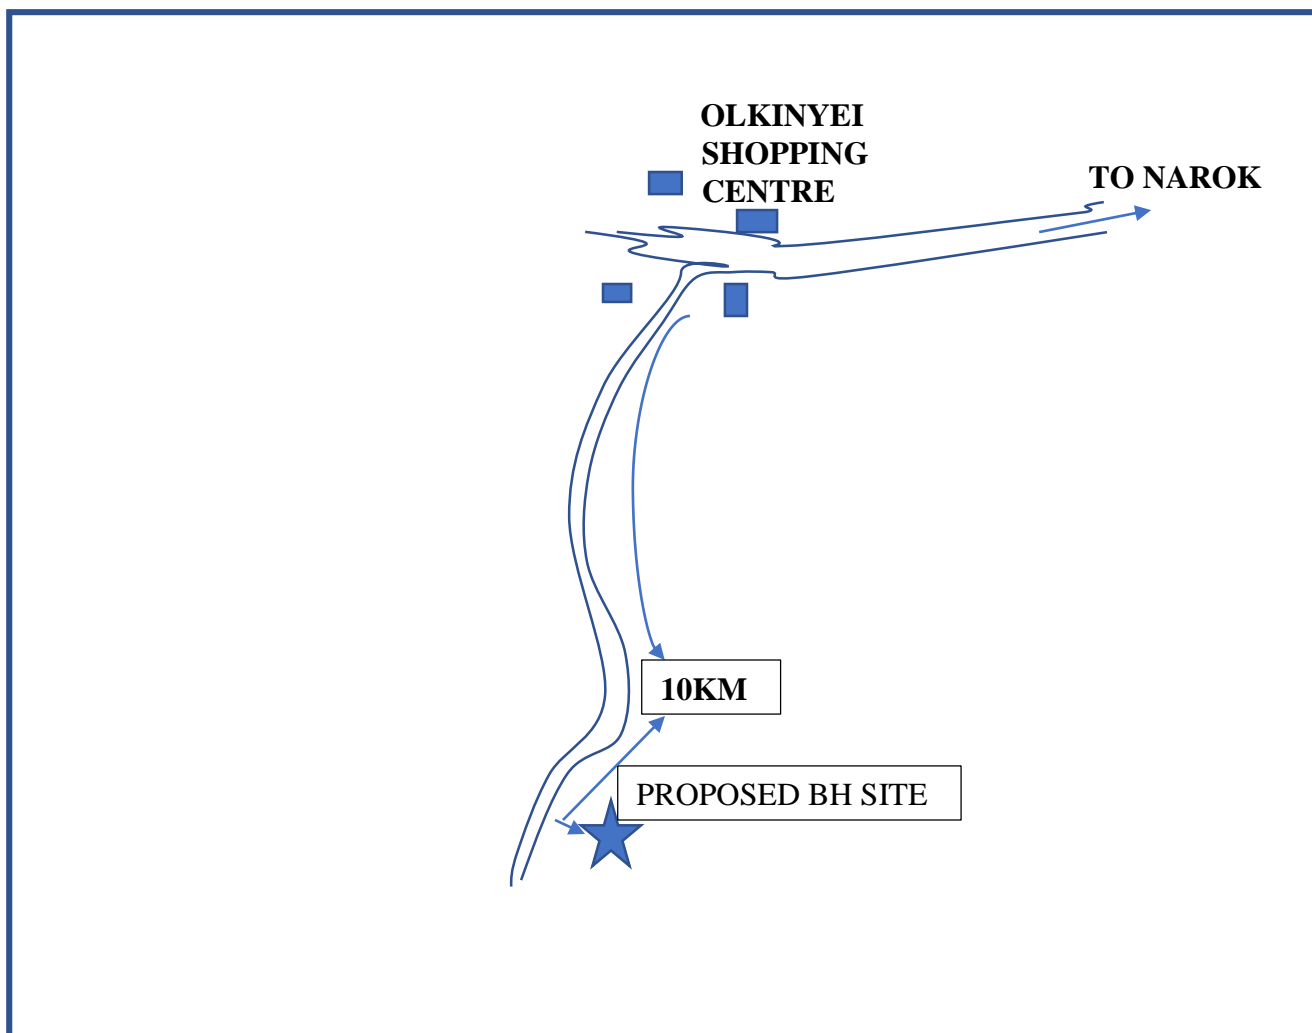 OLKINYEI
SHOPPING
CENTRE
TO NAROK
10KM
PROPOSED BH SITE